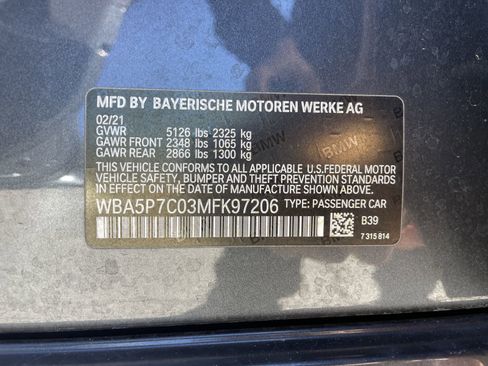 MFD BY BAYERISCHE MOTOREN WERKE AG
02/21
GVWR 5126 lbs 2325 kg
GAWR FRONT 2348 lbs 1065 kg
GAWR REAR 2866 lbs 1300 kg
THIS VEHICLE CONFORMS TO ALL APPLICABLE U.S.FEDERAL MOTOR
VEHICLE SAFETY, BUMPER AND THEFT PREVENTION STANDARDS IN
EFFECT ON THE DATE OF MANUFACTURE SHOWN ABOVE.
WBA5P7C03MFK97206 TYPE: PASSENGER CAR
B39
7 315 814
BMW
BMW
BMW